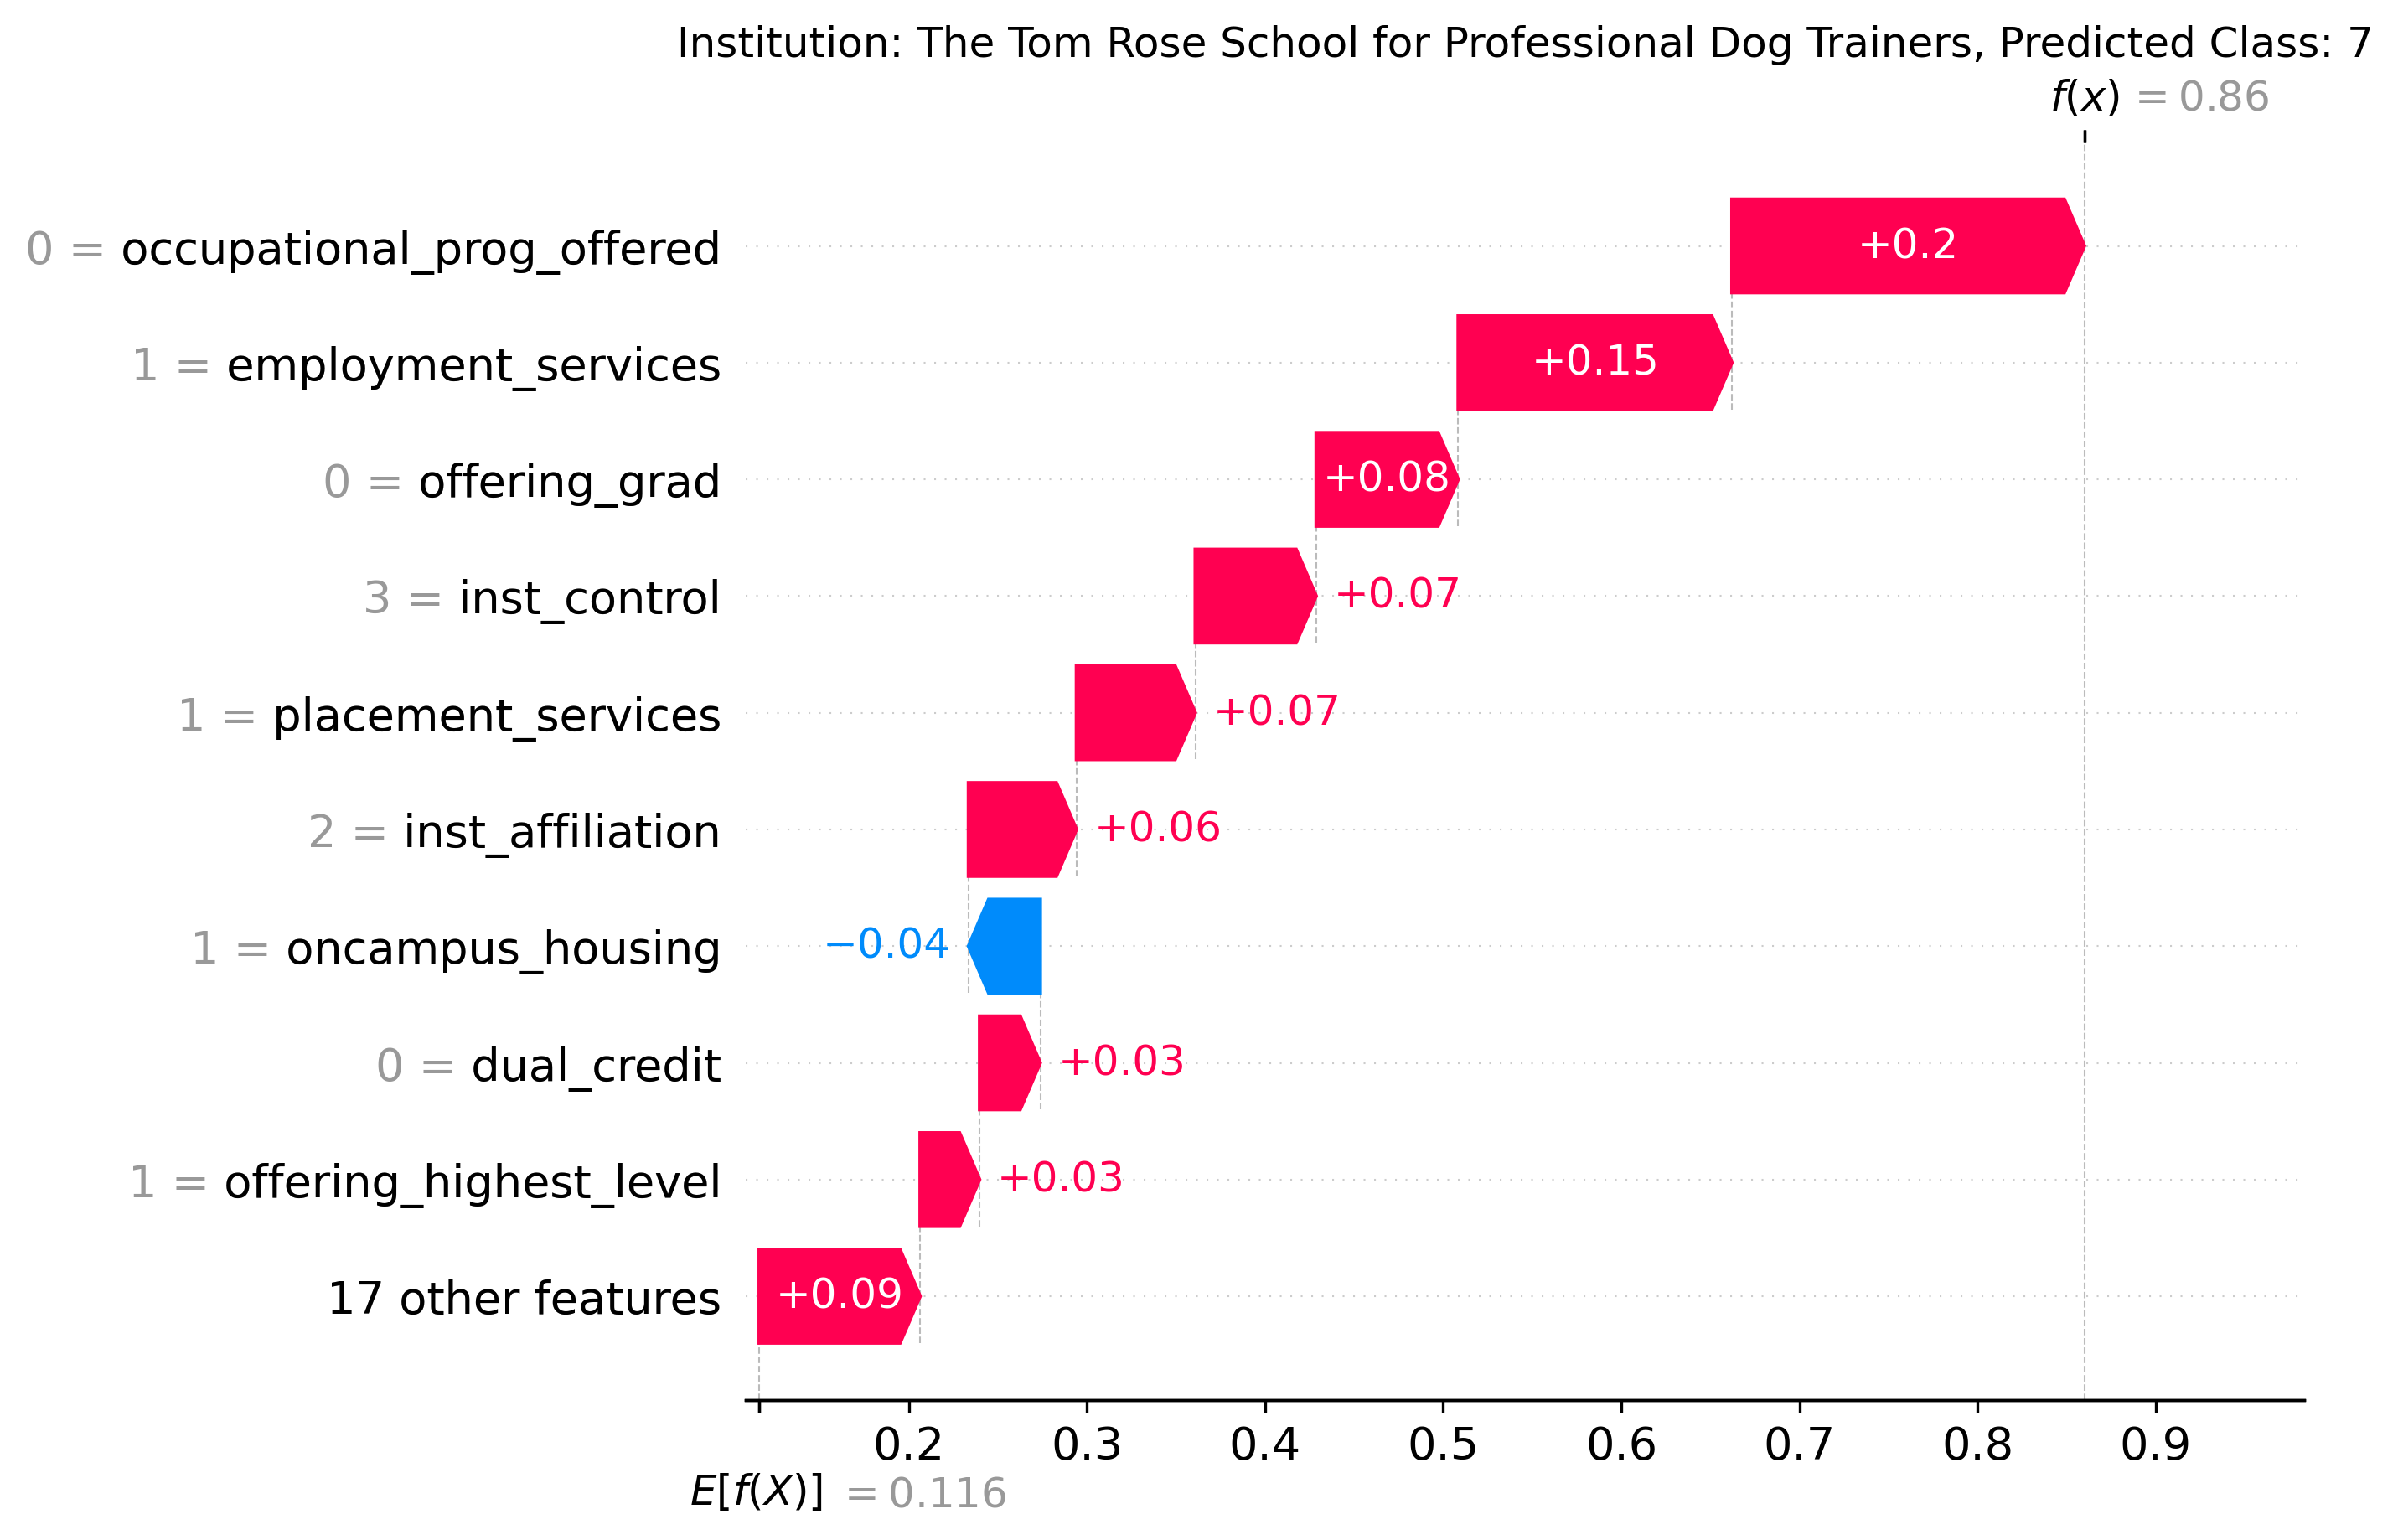 Institution: The Tom Rose School for Professional Dog Trainers, Predicted Class: 7
f(x) = 0.86
0 = occupational_prog_offered +0.2
1 = employment_services +0.15
0 = offering_grad +0.08
3 = inst_control +0.07
1 = placement_services +0.07
2 = inst_affiliation +0.06
1 = oncampus_housing −0.04
0 = dual_credit +0.03
1 = offering_highest_level +0.03
17 other features +0.09
0.2 0.3 0.4 0.5 0.6 0.7 0.8 0.9
E[f(X)] = 0.116